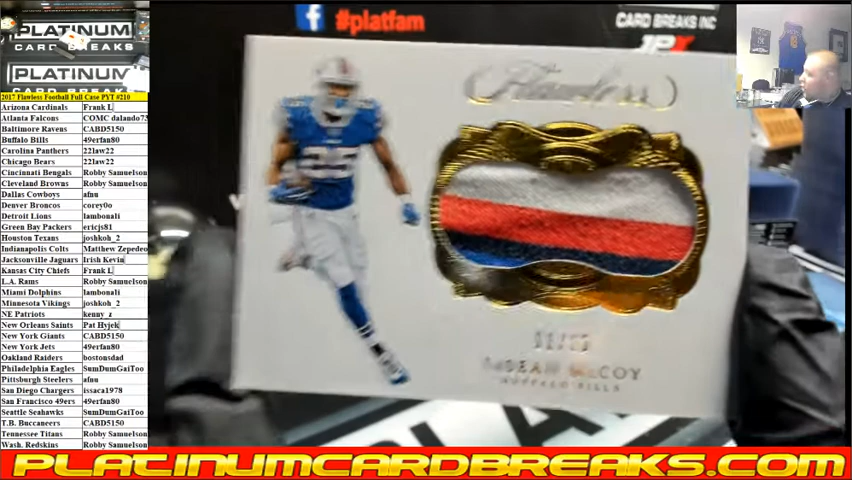 PLATINUM
CARD BREAKS
PLATINUM
#platfam
CARD BREAKS INC
Flawless
25
McCOY
BUFFALO BILLS
2017 Flawless Football Full Case PYT #210
Arizona Cardinals Frank L
Atlanta Falcons COMC dalando73
Baltimore Ravens CABD5150
Buffalo Bills 49erfan80
Carolina Panthers 22law22
Chicago Bears 22law22
Cincinnati Bengals Robby Samuelson
Cleveland Browns Robby Samuelson
Dallas Cowboys afnu
Denver Broncos corey0o
Detroit Lions lambonali
Green Bay Packers ericjs81
Houston Texans joshkoh_2
Indianapolis Colts Matthew Zepedeo
Jacksonville Jaguars Irish Kevin
Kansas City Chiefs Frank L
L.A. Rams Robby Samuelson
Miami Dolphins lambonali
Minnesota Vikings joshkoh_2
NE Patriots kenny_z
New Orleans Saints Pat Hyjek
New York Giants CABD5150
New York Jets 49erfan80
Oakland Raiders bostonsdad
Philadelphia Eagles SumDumGaiToo
Pittsburgh Steelers afnu
San Diego Chargers issaca1978
San Francisco 49ers 49erfan80
Seattle Seahawks SumDumGaiToo
T.B. Buccaneers CABD5150
Tennessee Titans Robby Samuelson
Wash. Redskins Robby Samuelson
PLATINUMCARDBREAKS.COM